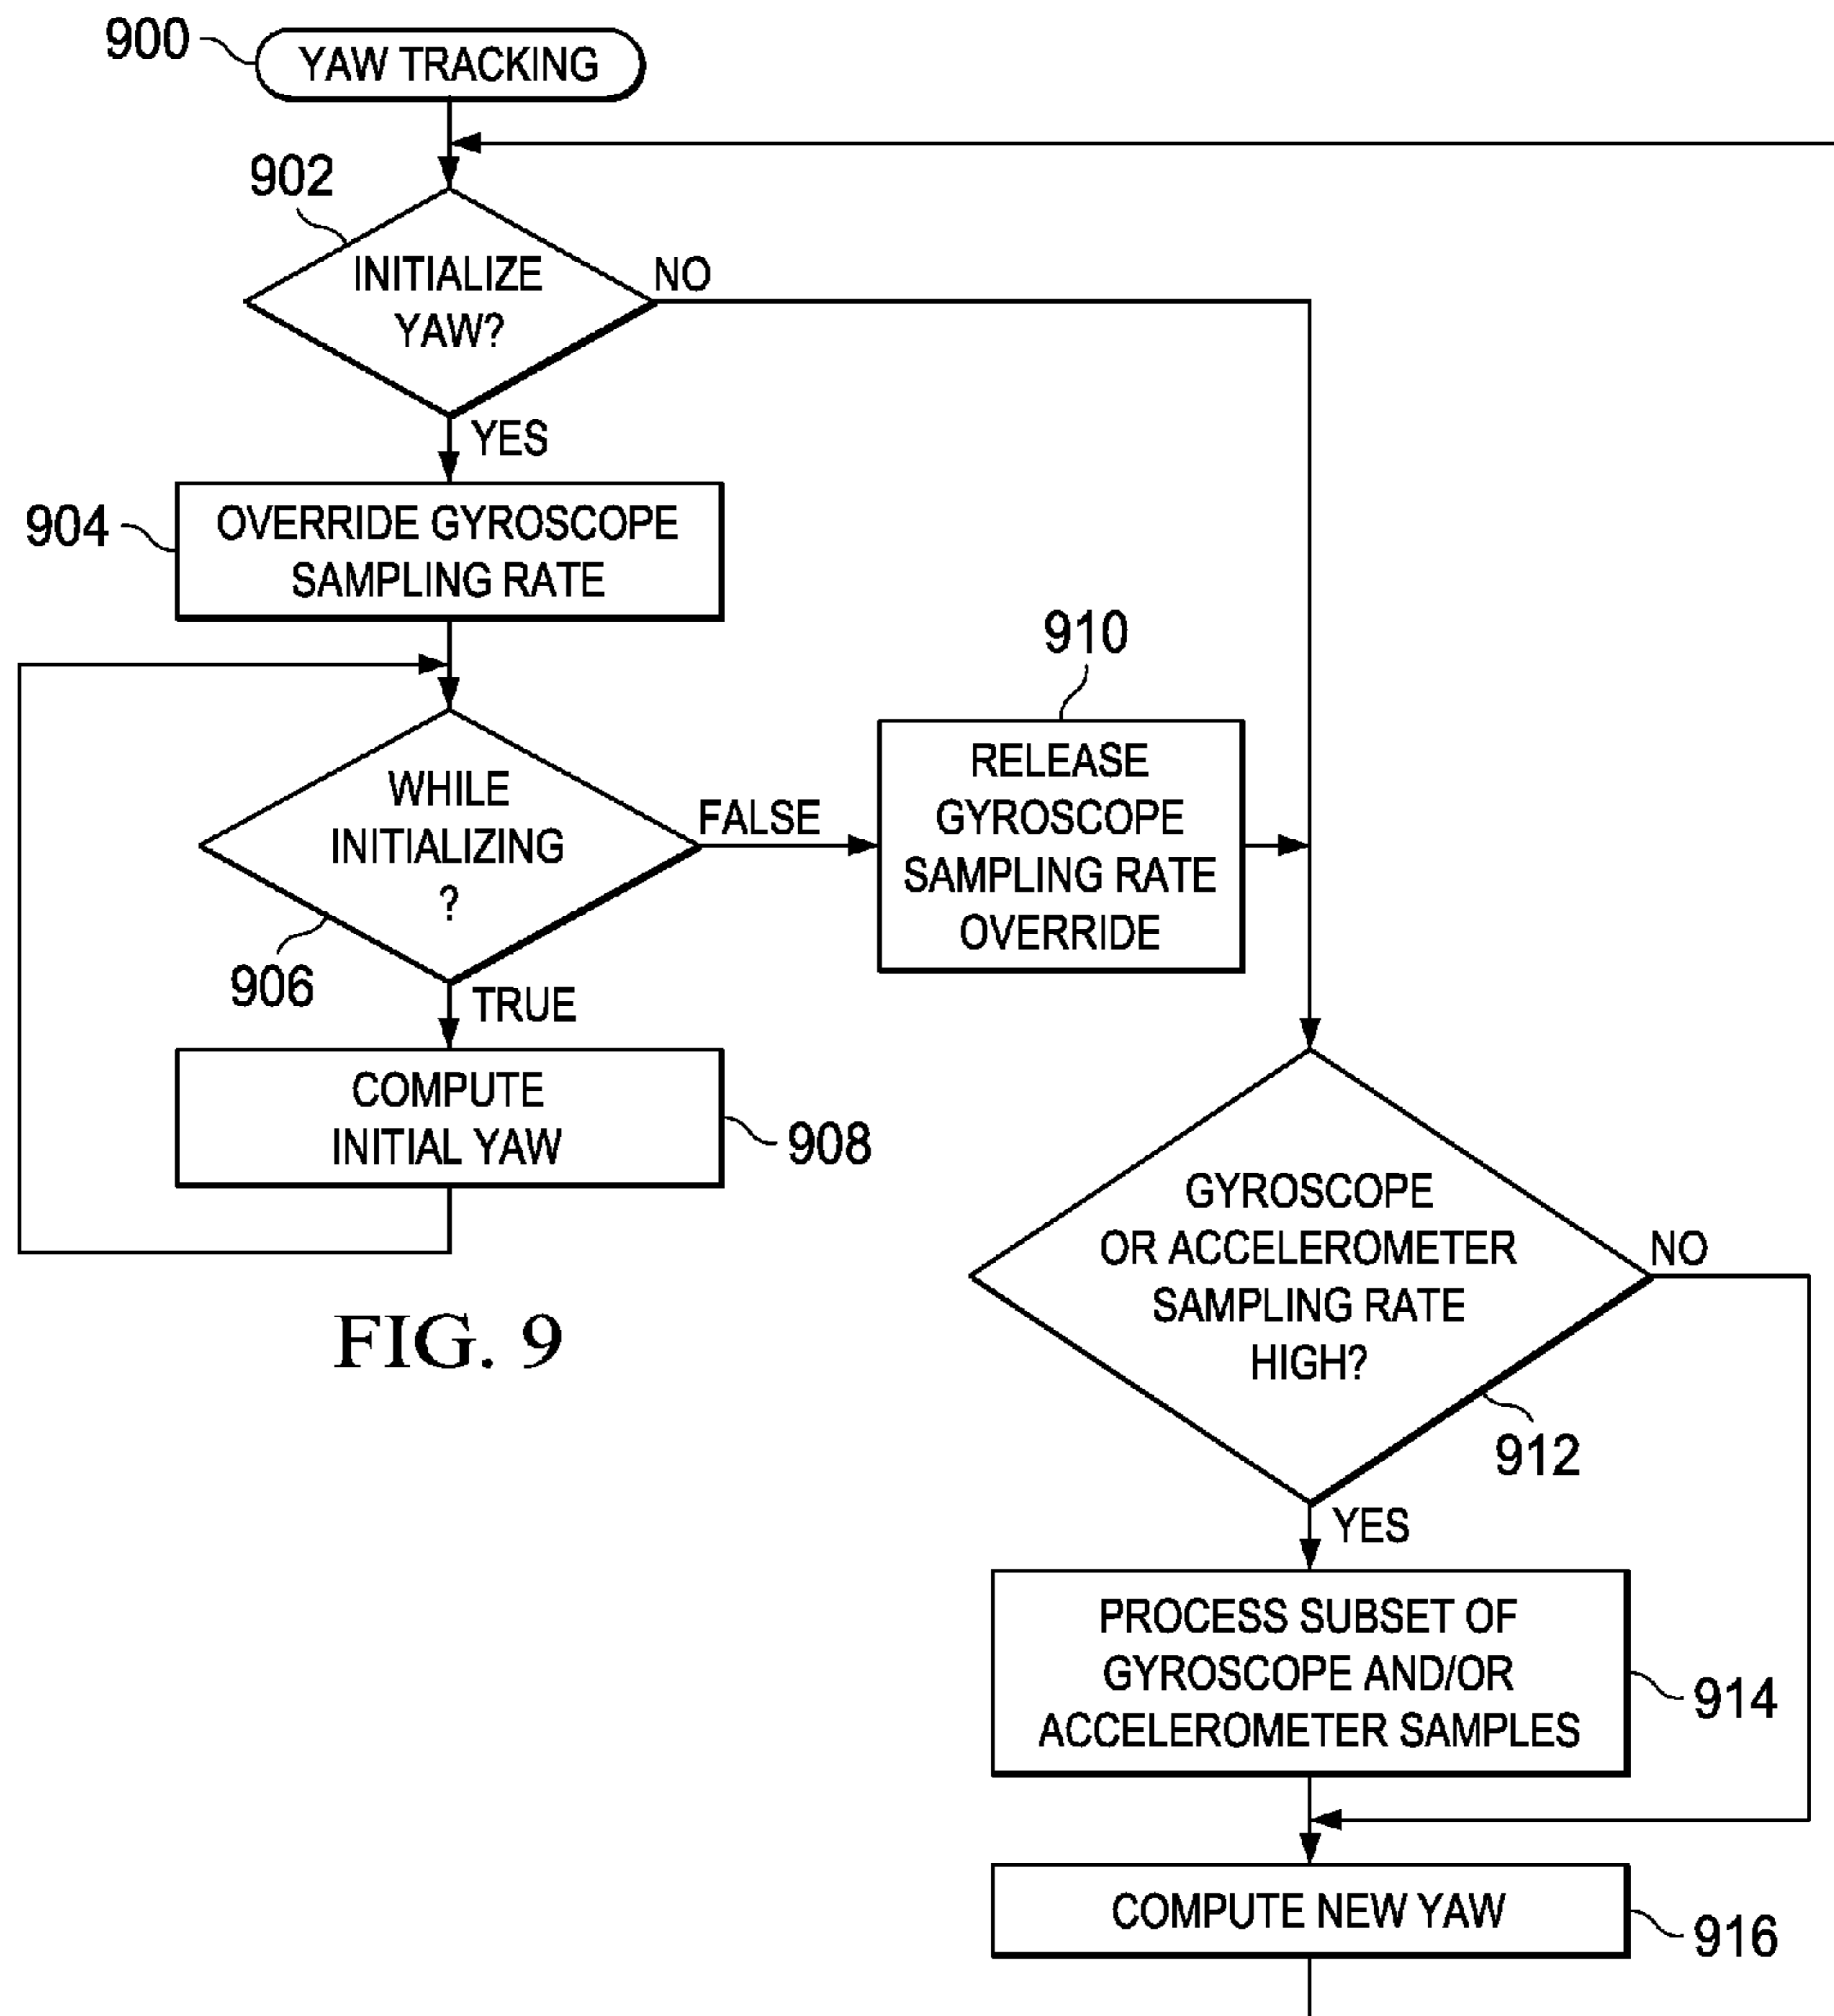 900
YAW TRACKING
902
INITIALIZE
YAW?
NO
YES
904
OVERRIDE GYROSCOPE
SAMPLING RATE
WHILE
INITIALIZING
?
FALSE
906
TRUE
910
RELEASE
GYROSCOPE
SAMPLING RATE
OVERRIDE
COMPUTE
INITIAL YAW
908
GYROSCOPE
OR ACCELEROMETER
SAMPLING RATE
HIGH?
NO
912
YES
PROCESS SUBSET OF
GYROSCOPE AND/OR
ACCELEROMETER SAMPLES
914
COMPUTE NEW YAW
916
FIG. 9